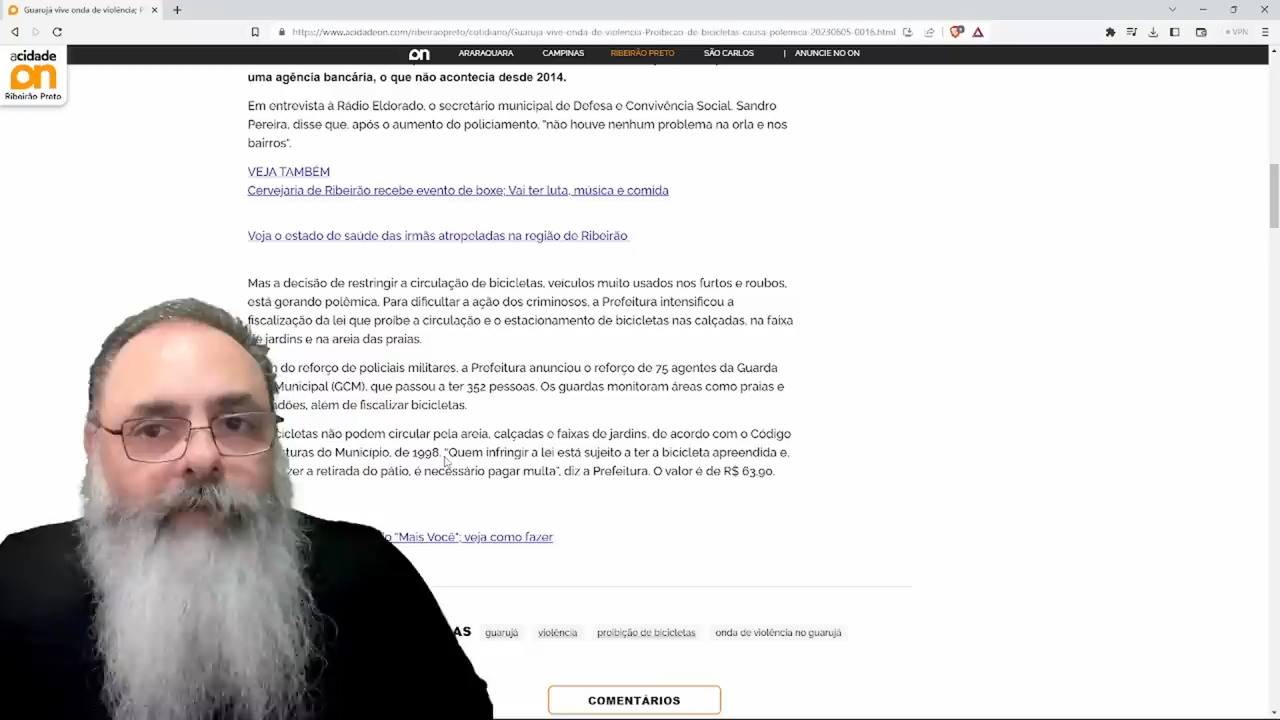 Guarujá vive onda de violência; P
https://www.acidadeon.com/ribeiraopreto/cotidiano/Guaruja-vive-onda-de-violencia-Proibicao-de-bicicletas-causa-polemica-20230605-0016.html
VPN
acidade
on
Ribeirão Preto
on ARARAQUARA CAMPINAS RIBEIRÃO PRETO SÃO CARLOS | ANUNCIE NO ON
uma agência bancária, o que não acontecia desde 2014.
Em entrevista à Rádio Eldorado, o secretário municipal de Defesa e Convivência Social, Sandro
Pereira, disse que, após o aumento do policiamento, "não houve nenhum problema na orla e nos
bairros".
VEJA TAMBÉM
Cervejaria de Ribeirão recebe evento de boxe; Vai ter luta, música e comida
Veja o estado de saúde das irmãs atropeladas na região de Ribeirão
Mas a decisão de restringir a circulação de bicicletas, veículos muito usados nos furtos e roubos,
está gerando polêmica. Para dificultar a ação dos criminosos, a Prefeitura intensificou a
fiscalização da lei que proíbe a circulação e o estacionamento de bicicletas nas calçadas, na faixa
jardins e na areia das praias.
do reforço de policiais militares, a Prefeitura anunciou o reforço de 75 agentes da Guarda
Municipal (GCM), que passou a ter 352 pessoas. Os guardas monitoram áreas como praias e
além de fiscalizar bicicletas.
não podem circular pela areia, calçadas e faixas de jardins, de acordo com o Código
do Município, de 1998. "Quem infringir a lei está sujeito a ter a bicicleta apreendida e,
a retirada do pátio, é necessário pagar multa", diz a Prefeitura. O valor é de R$ 63,90.
"Mais Você"; veja como fazer
AS guarujá violência proibição de bicicletas onda de violência no guarujá
COMENTÁRIOS